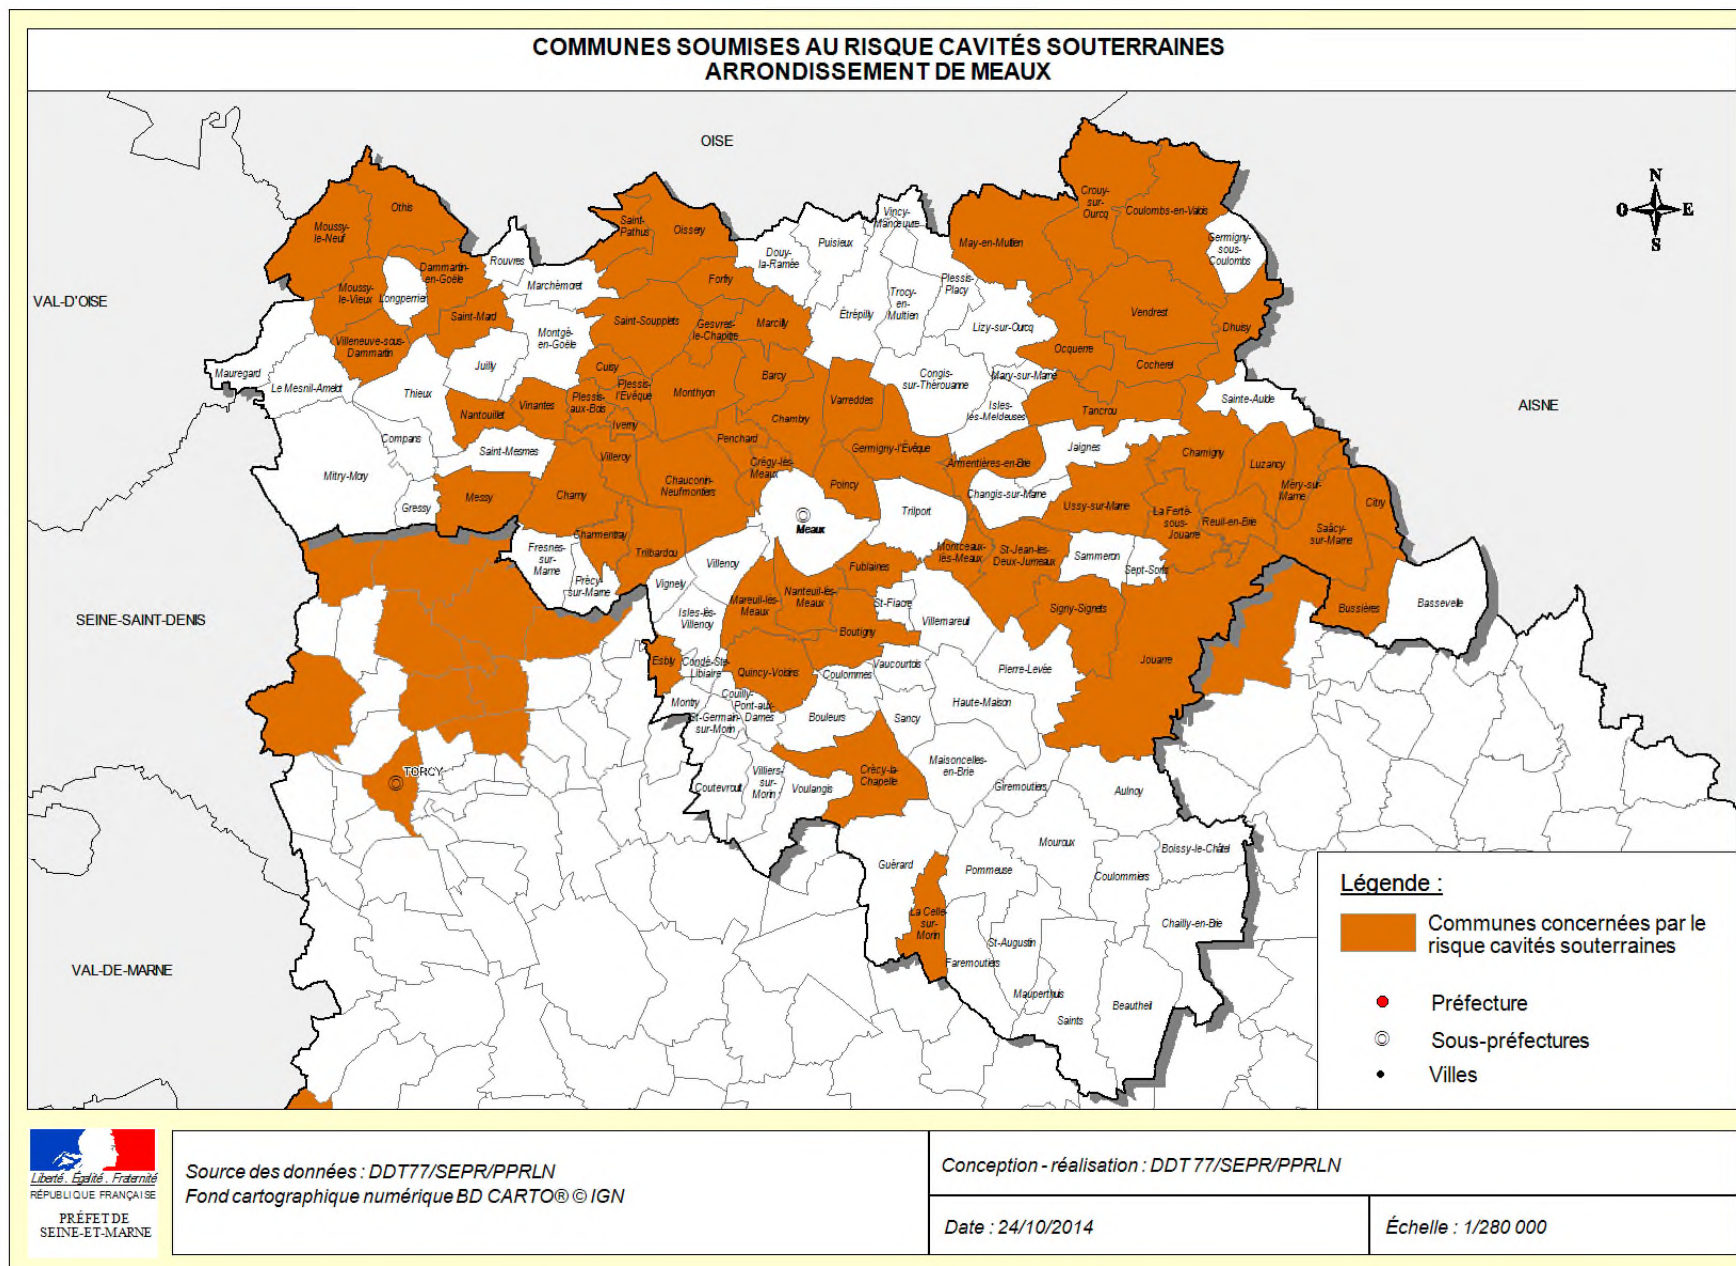 COMMUNES SOUMISES AU RISQUE CAVITÉS SOUTERRAINES
ARRONDISSEMENT DE MEAUX
OISE
VAL-D'OISE
AISNE
SEINE-SAINT-DENIS
VAL-DE-MARNE
N
O
E
S
Othis
Moussy-
le-Neuf
Dammartin-
en-Goële
Moussy-
le-Vieux
Longperrier
Saint-Mard
Villeneuve-sous-
Dammartin
Rouvres
Marchémoret
Montgé-
en-Goële
Juilly
Mauregard
Le Mesnil-Amelot
Thieux
Nantouillet
Vinantes
Compans
Saint-Mesmes
Mitry-Mory
Gressy
Messy
Saint-
Pathus
Oissery
Forfry
Saint-Soupplets
Gesvres-
le-Chapitre
Marcilly
Cuisy
Plessis-
l'Evêque
Plessis-
aux-Bois
Iverny
Monthyon
Barcy
Chamby
Villeroy
Penchard
Charny
Chauconin-
Neufmontiers
Crégy-lès-
Meaux
Charmentray
Trilbardou
Fresnes-
sur-
Marne
Précy-
sur-Marne
Douy-
la-Ramée
Puisieux
Vincy-
Manœuvre
Étrépilly
Trocy-
en-
Multien
Plessis-
Placy
May-en-Multien
Crouy-
sur-
Ourcq
Coulombs-en-Valois
Germigny-
sous-
Coulombs
Lizy-sur-Ourcq
Vendrest
Dhuisy
Ocquerre
Cocherel
Congis-
sur-Thérouanne
Mary-sur-Marne
Isles-
lès-Meldeuses
Tancrou
Sainte-Aulde
Varreddes
Germigny-l'Évêque
Poincy
Meaux
Trilport
Armentières-en-Brie
Jaignes
Changis-sur-Marne
Chamigny
Luzancy
Méry-sur-
Marne
Citry
Ussy-sur-Marne
La Ferté-
sous-
Jouarre
Reuil-en-Brie
Saâcy-
sur-Marne
Montceaux-
lès-Meaux
St-Jean-les-
Deux-Jumeaux
Sammeron
Sept-Sorts
Signy-Signets
Bussières
Bassevelle
Jouarre
Fublaines
Villenoy
Vignely
Isles-lès-
Villenoy
Mareuil-lès-
Meaux
Nanteuil-lès-
Meaux
St-Fiacre
Villemareuil
Boutigny
Esbly
Condé-Ste-
Libiaire
Quincy-Voisins
Coulommes
Vaucourtois
Pierre-Levée
Montry
Couilly-
Pont-aux-
Dames
St-Germain-
sur-Morin
Bouleurs
Sancy
Haute-Maison
Coutevroult
Villiers-
sur-
Morin
Voulangis
Crécy-la-
Chapelle
Maisoncelles-
en-Brie
Giremoutiers
Aulnoy
TORCY
Guérard
La Celle-
sur-
Morin
Pommeuse
Mouroux
Coulommiers
Boissy-le-Châtel
Chailly-en-Brie
St-Augustin
Faremoutiers
Mauperthuis
Saints
Beautheil
Légende :
Communes concernées par le
risque cavités souterraines
Préfecture
Sous-préfectures
Villes
Liberté . Égalité . Fraternité
RÉPUBLIQUE FRANÇAISE
PRÉFET DE
SEINE-ET-MARNE
Source des données : DDT77/SEPR/PPRLN
Fond cartographique numérique BD CARTO® © IGN
Conception - réalisation : DDT 77/SEPR/PPRLN
Date : 24/10/2014
Échelle : 1/280 000